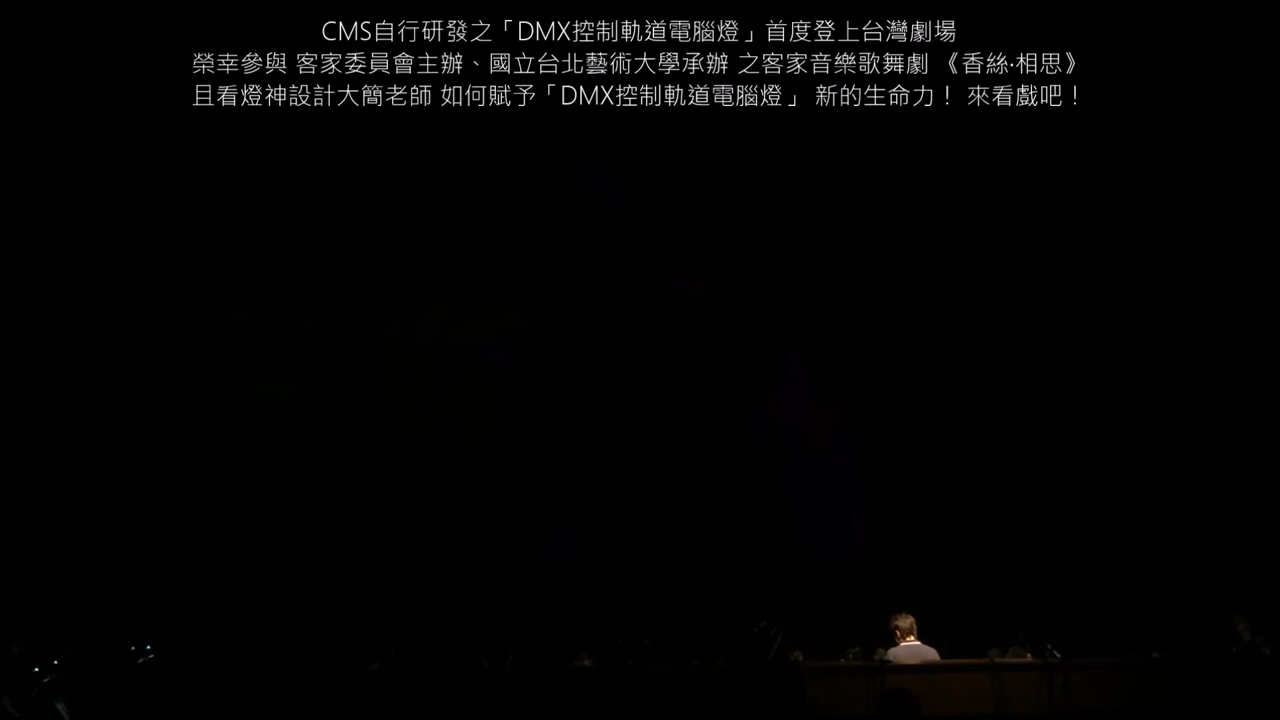 CMS自行研發之「DMX控制軌道電腦燈」首度登上台灣劇場
榮幸參與 客家委員會主辦、國立台北藝術大學承辦 之客家音樂歌舞劇 《香絲·相思》
且看燈神設計大簡老師 如何賦予「DMX控制軌道電腦燈」 新的生命力！ 來看戲吧！